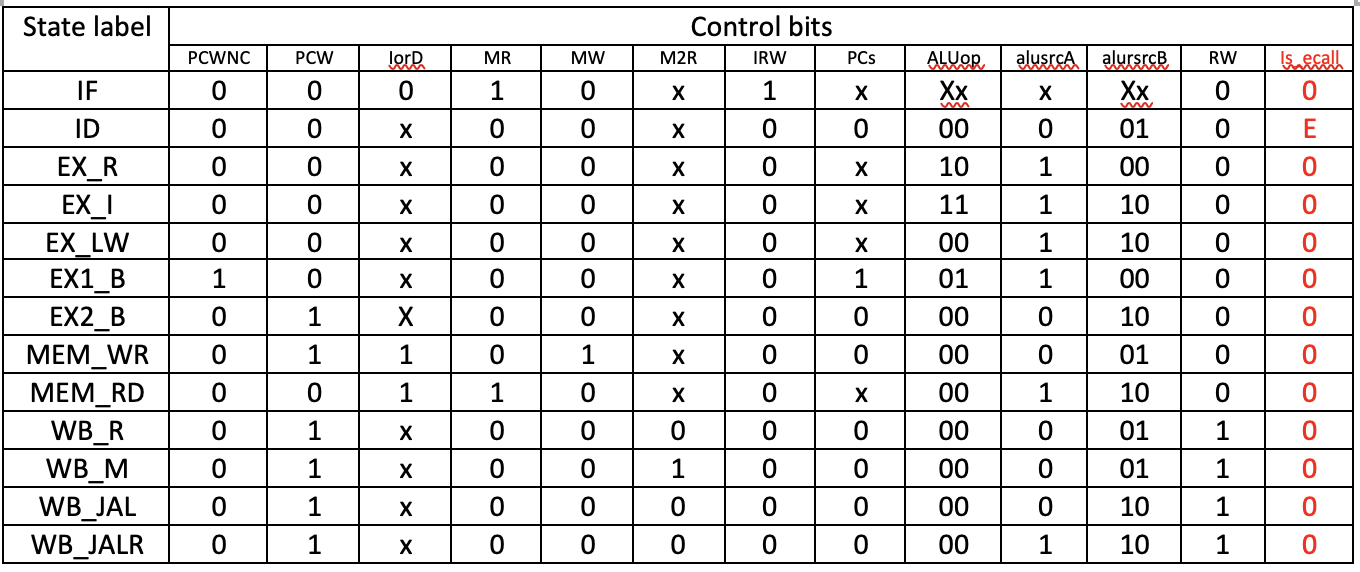 State label Control bits
PCWNC PCW IorD MR MW M2R IRW PCs ALUop alusrcA alursrcB RW Is_ecall
IF 0 0 0 1 0 x 1 x Xx x Xx 0 0
ID 0 0 x 0 0 x 0 0 00 0 01 0 E
EX_R 0 0 x 0 0 x 0 x 10 1 00 0 0
EX_I 0 0 x 0 0 x 0 x 11 1 10 0 0
EX_LW 0 0 x 0 0 x 0 x 00 1 10 0 0
EX1_B 1 0 x 0 0 x 0 1 01 1 00 0 0
EX2_B 0 1 X 0 0 x 0 0 00 0 10 0 0
MEM_WR 0 1 1 0 1 x 0 0 00 0 01 0 0
MEM_RD 0 0 1 1 0 x 0 x 00 1 10 0 0
WB_R 0 1 x 0 0 0 0 0 00 0 01 1 0
WB_M 0 1 x 0 0 1 0 0 00 0 01 1 0
WB_JAL 0 1 x 0 0 0 0 0 00 0 10 1 0
WB_JALR 0 1 x 0 0 0 0 0 00 1 10 1 0